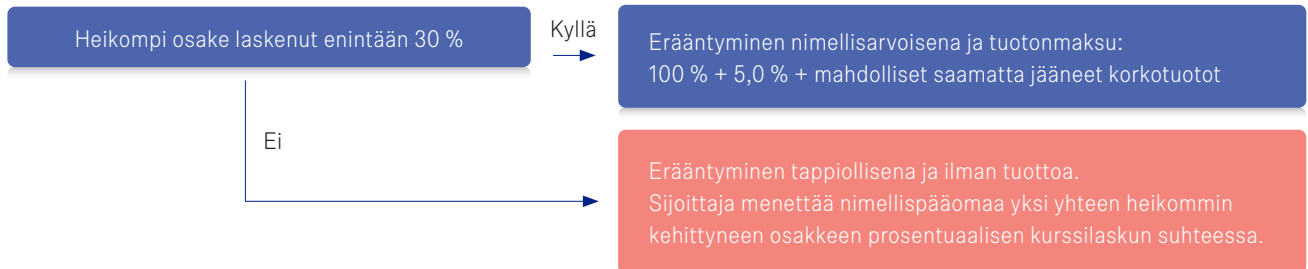 Heikompi osake laskenut enintään 30 %
Kyllä
Erääntyminen nimellisarvoisena ja tuotonmaksu:
100 % + 5,0 % + mahdolliset saamatta jääneet korkotuotot
Ei
Erääntyminen tappiollisena ja ilman tuottoa.
Sijoittaja menettää nimellispääomaa yksi yhteen heikommin
kehittyneen osakkeen prosentuaalisen kurssilaskun suhteessa.